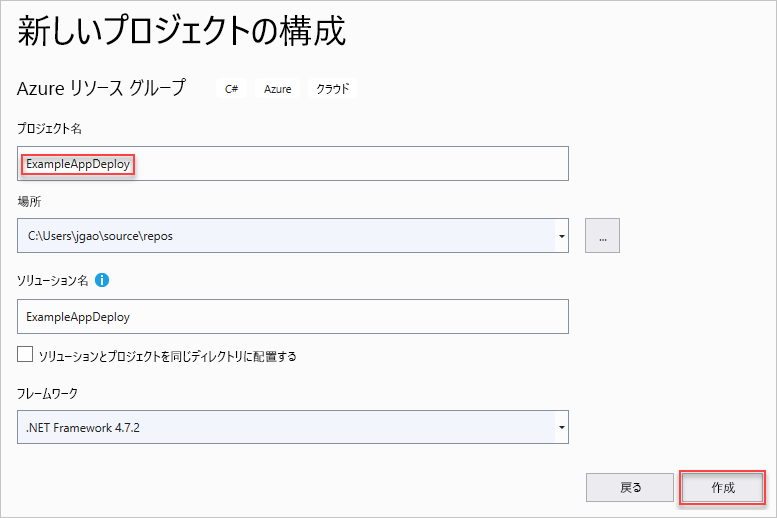 新しいプロジェクトの構成
Azure リソース グループ C# Azure クラウド
プロジェクト名
ExampleAppDeploy
場所
C:\Users\jgao\source\repos ...
ソリューション名 i
ExampleAppDeploy
ソリューションとプロジェクトを同じディレクトリに配置する
フレームワーク
.NET Framework 4.7.2
戻る 作成